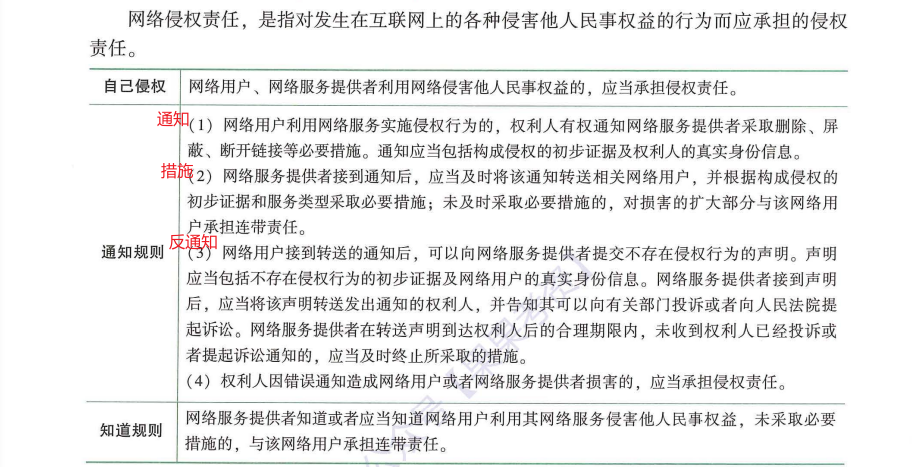 网络侵权责任，是指对发生在互联网上的各种侵害他人民事权益的行为而应承担的侵权
责任。
自己侵权 网络用户、网络服务提供者利用网络侵害他人民事权益的，应当承担侵权责任。
通知
（1）网络用户利用网络服务实施侵权行为的，权利人有权通知网络服务提供者采取删除、屏
蔽、断开链接等必要措施。通知应当包括构成侵权的初步证据及权利人的真实身份信息。
措施
（2）网络服务提供者接到通知后，应当及时将该通知转送相关网络用户，并根据构成侵权的
初步证据和服务类型采取必要措施；未及时采取必要措施的，对损害的扩大部分与该网络用
户承担连带责任。
反通知
通知规则 （3）网络用户接到转送的通知后，可以向网络服务提供者提交不存在侵权行为的声明。声明
应当包括不存在侵权行为的初步证据及网络用户的真实身份信息。网络服务提供者接到声明
后，应当将该声明转送发出通知的权利人，并告知其可以向有关部门投诉或者向人民法院提
起诉讼。网络服务提供者在转送声明到达权利人后的合理期限内，未收到权利人已经投诉或
者提起诉讼通知的，应当及时终止所采取的措施。
（4）权利人因错误通知造成网络用户或者网络服务提供者损害的，应当承担侵权责任。
知道规则 网络服务提供者知道或者应当知道网络用户利用其网络服务侵害他人民事权益，未采取必要
措施的，与该网络用户承担连带责任。